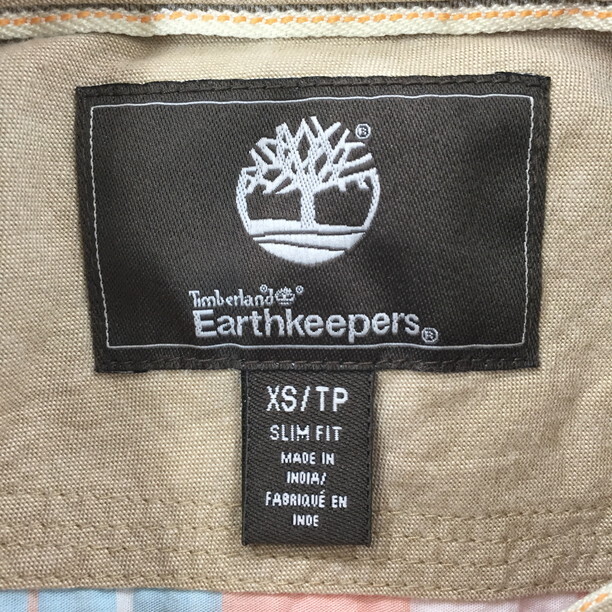 ®
Timberland®®
Earthkeepers®
XS/TP
SLIM FIT
MADE IN
INDIA/
FABRIQUÉ EN
INDE